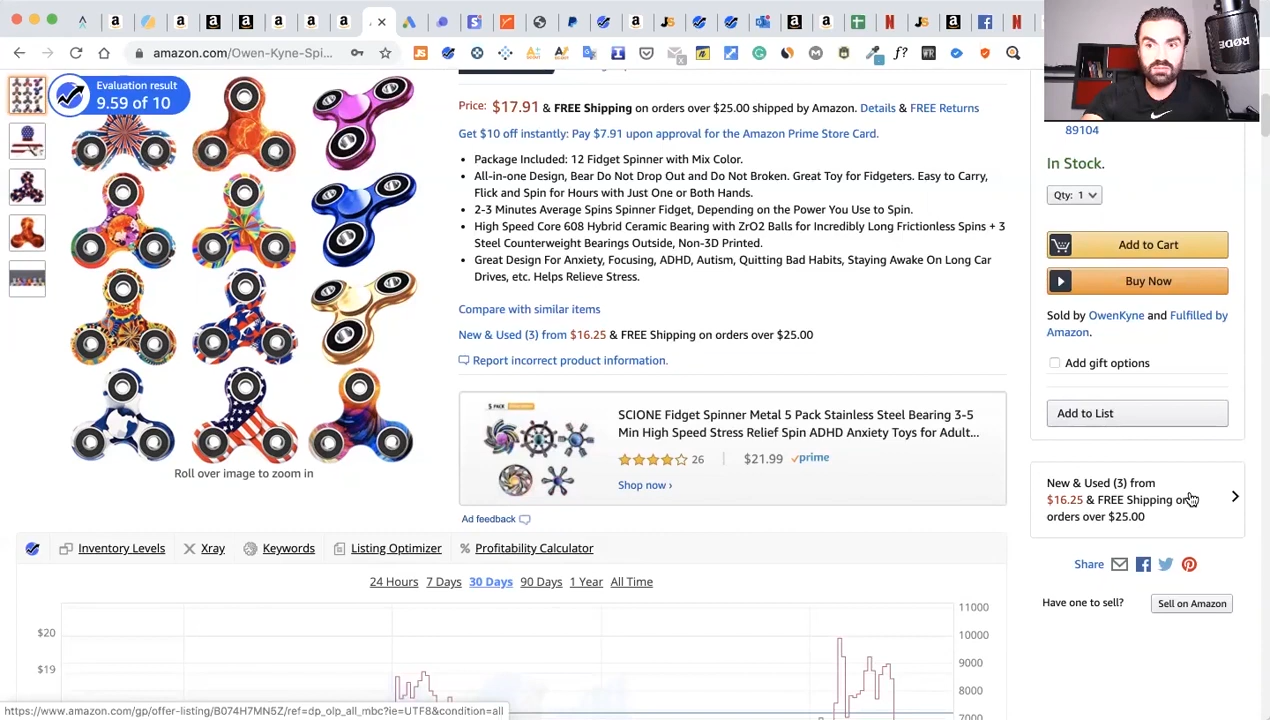 amazon.com/Owen-Kyne-Spi...
RØDE
Evaluation result
9.59 of 10
Price: $17.91 & FREE Shipping on orders over $25.00 shipped by Amazon. Details & FREE Returns
Get $10 off instantly: Pay $7.91 upon approval for the Amazon Prime Store Card.
• Package Included: 12 Fidget Spinner with Mix Color.
• All-in-one Design, Bear Do Not Drop Out and Do Not Broken. Great Toy for Fidgeters. Easy to Carry,
Flick and Spin for Hours with Just One or Both Hands.
• 2-3 Minutes Average Spins Spinner Fidget, Depending on the Power You Use to Spin.
• High Speed Core 608 Hybrid Ceramic Bearing with ZrO2 Balls for Incredibly Long Frictionless Spins + 3
Steel Counterweight Bearings Outside, Non-3D Printed.
• Great Design For Anxiety, Focusing, ADHD, Autism, Quitting Bad Habits, Staying Awake On Long Car
Drives, etc. Helps Relieve Stress.
Compare with similar items
New & Used (3) from $16.25 & FREE Shipping on orders over $25.00
Report incorrect product information.
5 PACK
SCIONE Fidget Spinner Metal 5 Pack Stainless Steel Bearing 3-5
Min High Speed Stress Relief Spin ADHD Anxiety Toys for Adult...
26 | $21.99 prime
Shop now ›
Ad feedback
Roll over image to zoom in
89104
In Stock.
Qty: 1
Add to Cart
Buy Now
Sold by OwenKyne and Fulfilled by
Amazon.
Add gift options
Add to List
New & Used (3) from
$16.25 & FREE Shipping on
orders over $25.00
Share
Have one to sell? Sell on Amazon
Inventory Levels Xray Keywords Listing Optimizer Profitability Calculator
24 Hours 7 Days 30 Days 90 Days 1 Year All Time
11000
$20
10000
$19
9000
8000
7000
https://www.amazon.com/gp/offer-listing/B074H7MN5Z/ref=dp_olp_all_mbc?ie=UTF8&condition=all